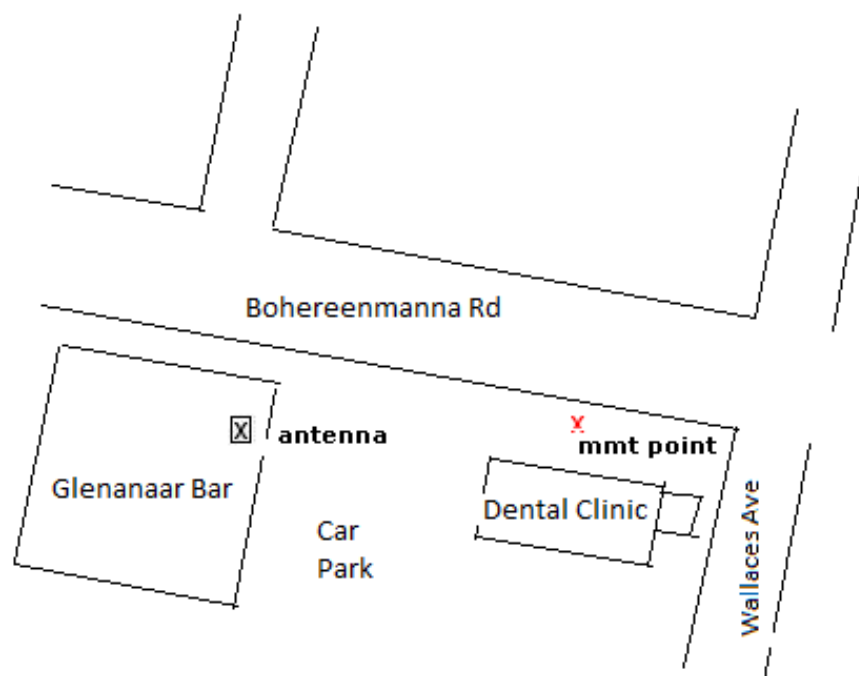 Bohereenmanna Rd
X antenna
x
mmt point
Glenanaar Bar
Dental Clinic
Car
Park
Wallaces Ave